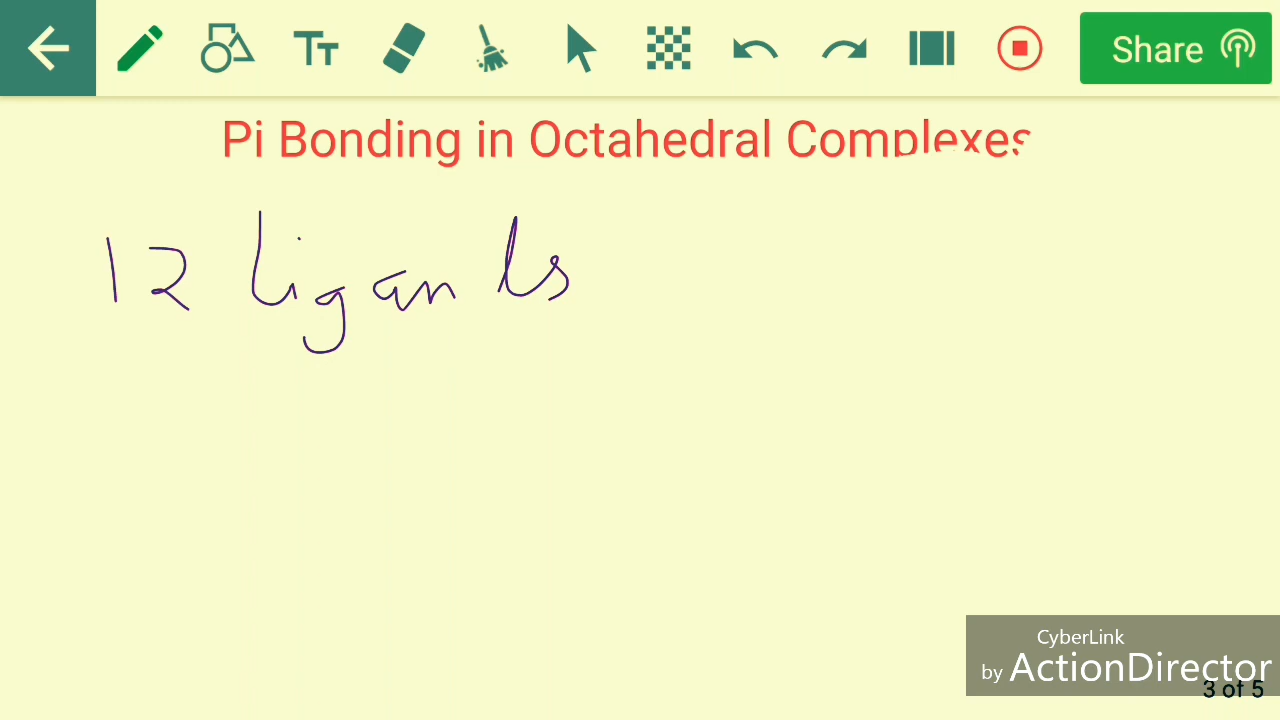 Share
Pi Bonding in Octahedral Complexes
12 ligands
CyberLink
by ActionDirector
3 of 5